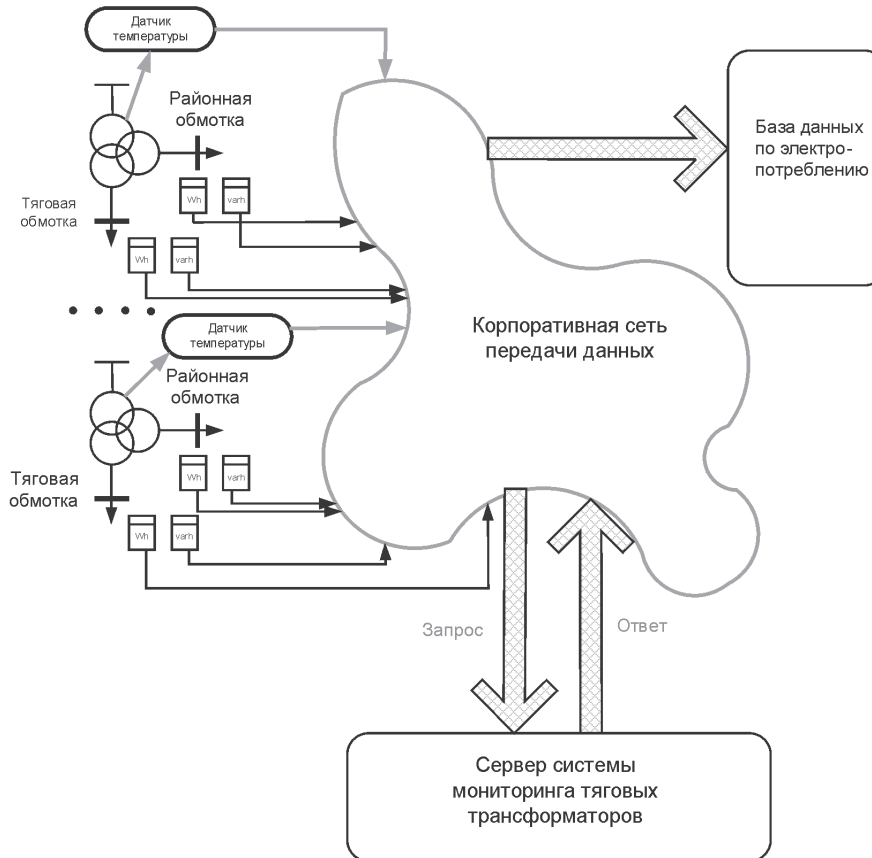 Датчик
температуры
Районная
обмотка
Wh
varh
Тяговая
обмотка
Wh
varh
База данных
по электро-
потреблению
Датчик
температуры
Районная
обмотка
Корпоративная сеть
передачи данных
Wh
varh
Тяговая
обмотка
Wh
varh
Запрос
Ответ
Сервер системы
мониторинга тяговых
трансформаторов